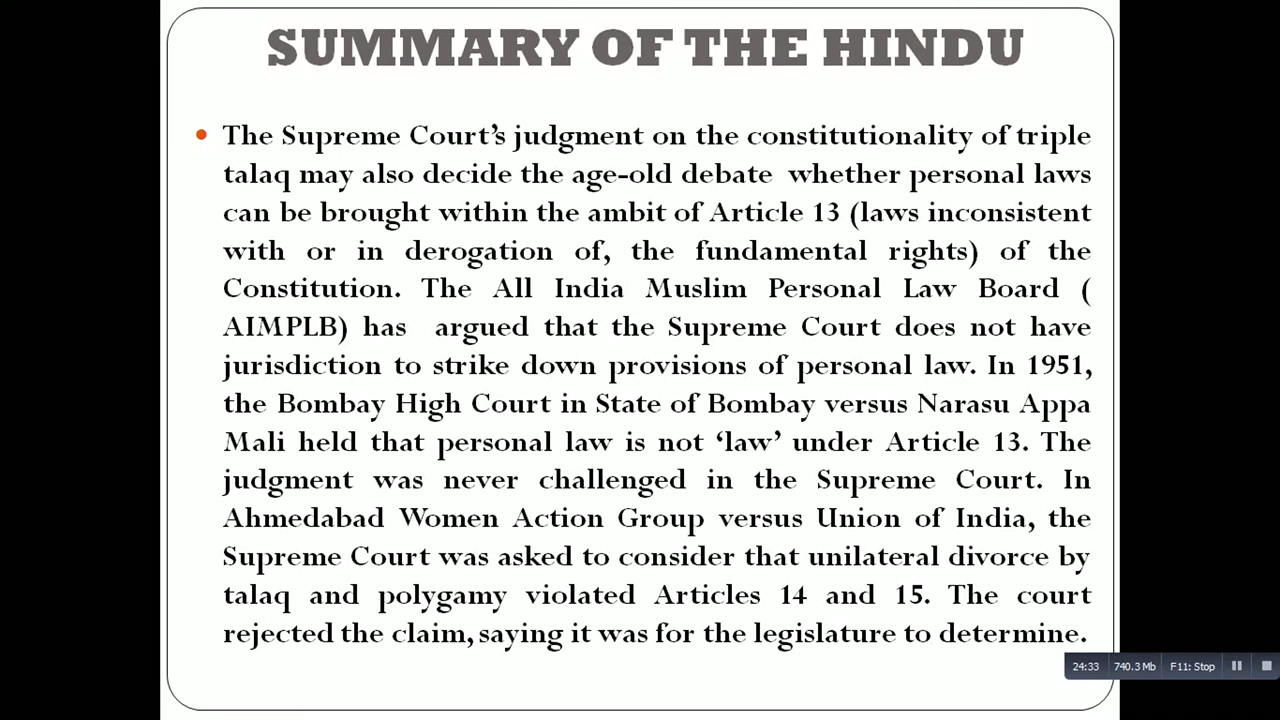 SUMMARY OF THE HINDU
• The Supreme Court’s judgment on the constitutionality of triple
talaq may also decide the age-old debate whether personal laws
can be brought within the ambit of Article 13 (laws inconsistent
with or in derogation of, the fundamental rights) of the
Constitution. The All India Muslim Personal Law Board (
AIMPLB) has argued that the Supreme Court does not have
jurisdiction to strike down provisions of personal law. In 1951,
the Bombay High Court in State of Bombay versus Narasu Appa
Mali held that personal law is not ‘law’ under Article 13. The
judgment was never challenged in the Supreme Court. In
Ahmedabad Women Action Group versus Union of India, the
Supreme Court was asked to consider that unilateral divorce by
talaq and polygamy violated Articles 14 and 15. The court
rejected the claim, saying it was for the legislature to determine.
24:33 740.3 Mb F11: Stop